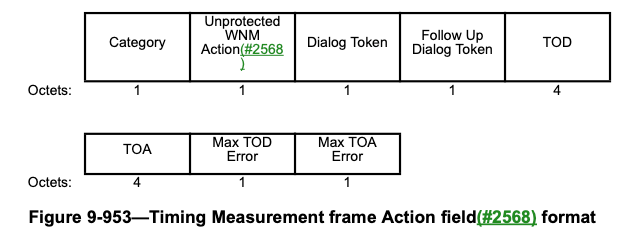 Category
Unprotected
WNM
Action(#2568
)
Dialog Token
Follow Up
Dialog Token
TOD
Octets: 1 1 1 1 4
TOA
Max TOD
Error
Max TOA
Error
Octets: 4 1 1
Figure 9-953—Timing Measurement frame Action field(#2568) format